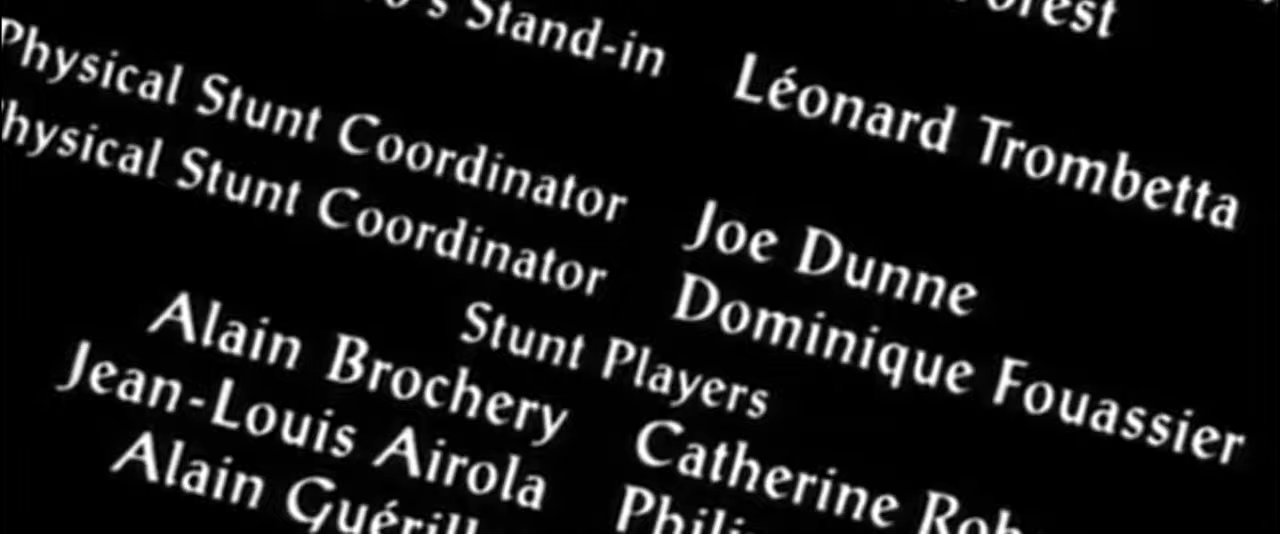 Stand-in Léonard Trombetta
Physical Stunt Coordinator Joe Dunne
Physical Stunt Coordinator Dominique Fouassier
Stunt Players
Alain Brochery Catherine
Jean-Louis Airola
Alain